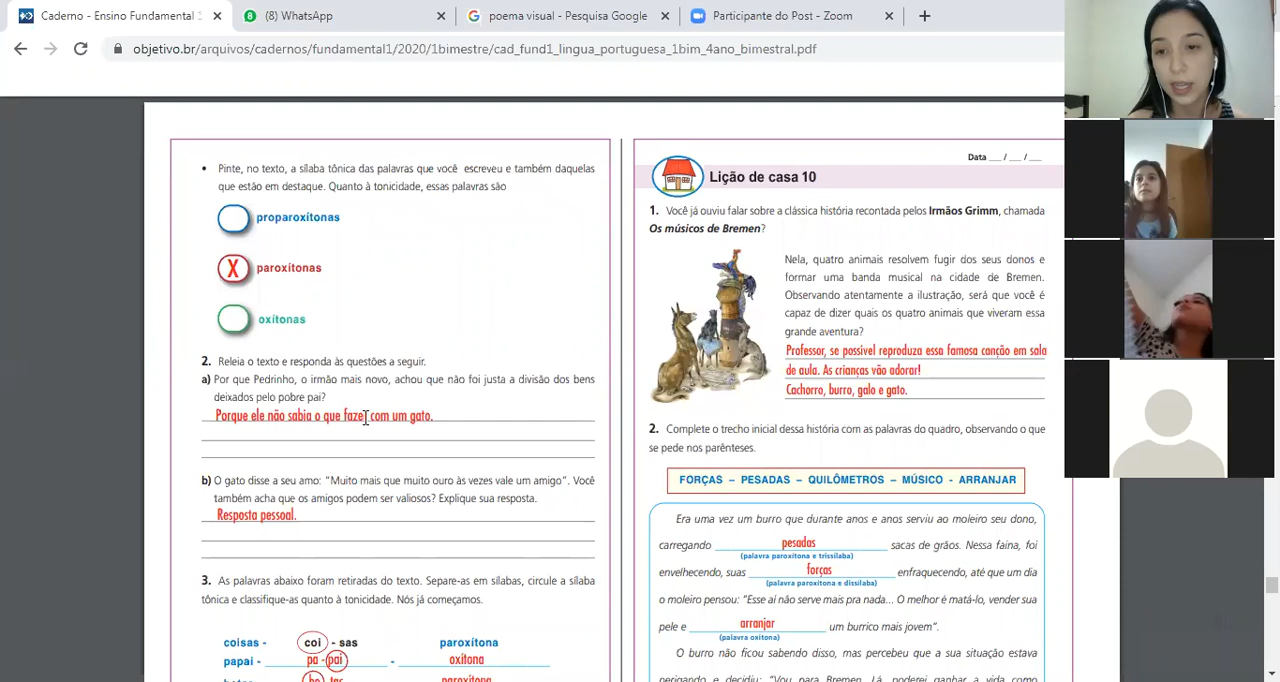 Caderno - Ensino Fundamental
(8) WhatsApp
poema visual - Pesquisa Google
Participante do Post - Zoom
objetivo.br/arquivos/cadernos/fundamental1/2020/1bimestre/cad_fund1_lingua_portuguesa_1bim_4ano_bimestral.pdf
• Pinte, no texto, a sílaba tônica das palavras que você escreveu e também daquelas
que estão em destaque. Quanto à tonicidade, essas palavras são
proparoxítonas
X paroxítonas
oxítonas
2. Releia o texto e responda às questões a seguir.
a) Por que Pedrinho, o irmão mais novo, achou que não foi justa a divisão dos bens
deixados pelo pobre pai?
Porque ele não sabia o que fazer com um gato.
b) O gato disse a seu amo: “Muito mais que muito ouro às vezes vale um amigo”. Você
também acha que os amigos podem ser valiosos? Explique sua resposta.
Resposta pessoal.
3. As palavras abaixo foram retiradas do texto. Separe-as em sílabas, circule a sílaba
tônica e classifique-as quanto à tonicidade. Nós já começamos.
coisas - coi - sas paroxítona
papai - pa - pai - oxítona
Data ___ / ___ / ___
Lição de casa 10
1. Você já ouviu falar sobre a clássica história recontada pelos Irmãos Grimm, chamada
Os músicos de Bremen?
Nela, quatro animais resolvem fugir dos seus donos e
formar uma banda musical na cidade de Bremen.
Observando atentamente a ilustração, será que você é
capaz de dizer quais os quatro animais que viveram essa
grande aventura?
Professor, se possível reproduza essa famosa canção em sala
de aula. As crianças vão adorar!
Cachorro, burro, galo e gato.
2. Complete o trecho inicial dessa história com as palavras do quadro, observando o que
se pede nos parênteses.
FORÇAS – PESADAS – QUILÔMETROS – MÚSICO - ARRANJAR
Era uma vez um burro que durante anos e anos serviu ao moleiro seu dono,
carregando pesadas sacas de grãos. Nessa faina, foi
(palavra paroxítona e trissílaba)
envelhecendo, suas forças enfraquecendo, até que um dia
(palavra paroxítona e dissílaba)
o moleiro pensou: “Esse aí não serve mais pra nada... O melhor é matá-lo, vender sua
pele e arranjar um burrico mais jovem”.
(palavra oxítona)
O burro não ficou sabendo disso, mas percebeu que a sua situação estava
perigando e decidiu: “Vou para Bremen. Lá, poderei ganhar a vida como